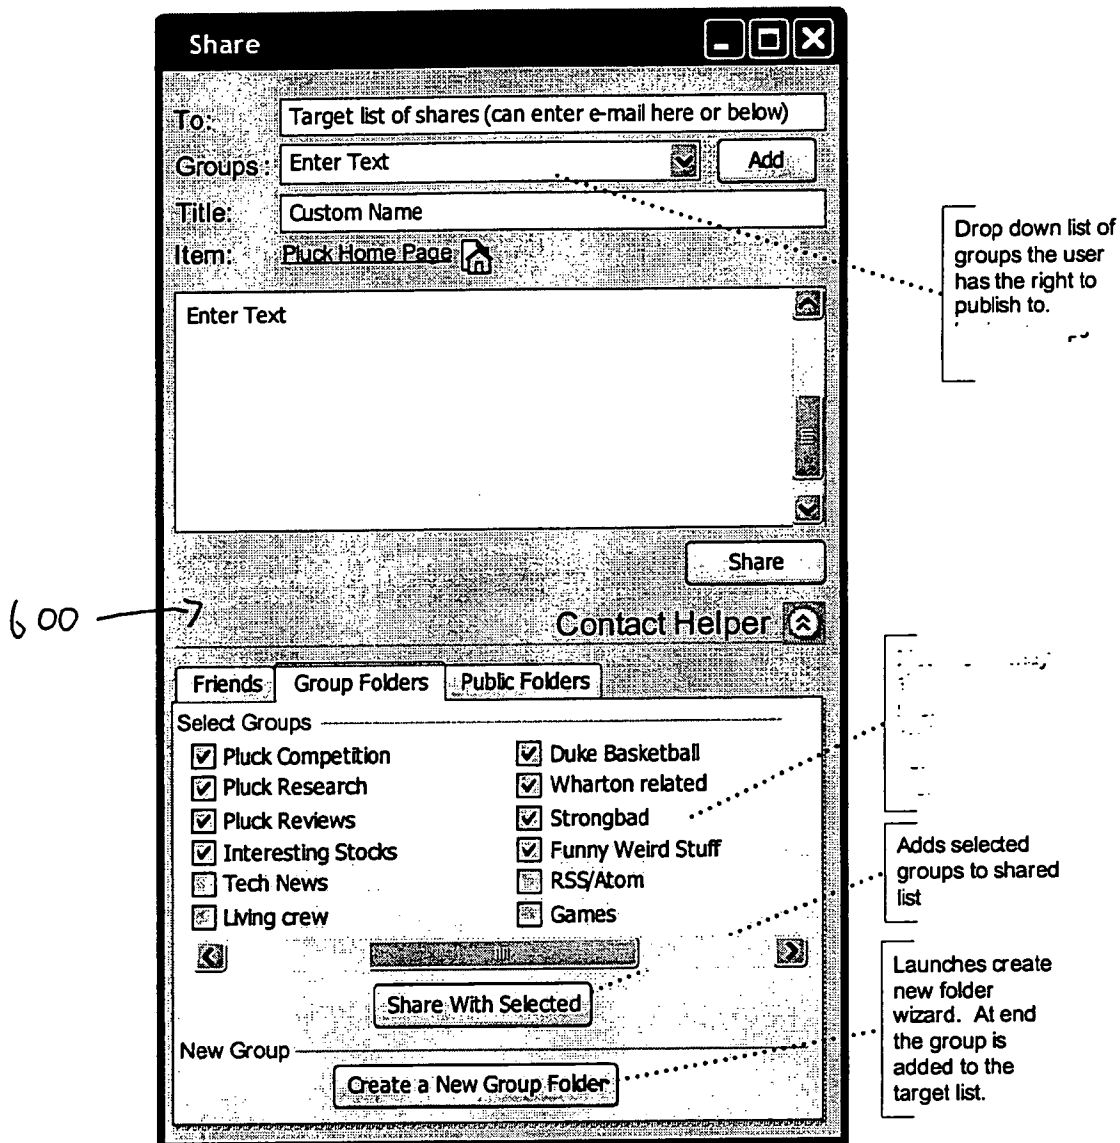 Share
To: Target list of shares (can enter e-mail here or below)
Groups: Enter Text Add
Title: Custom Name
Item: Pluck Home Page
Enter Text
Share
Contact Helper
Friends Group Folders Public Folders
Select Groups
Pluck Competition
Pluck Research
Pluck Reviews
Interesting Stocks
Tech News
Living crew
Duke Basketball
Wharton related
Strongbad
Funny Weird Stuff
RSS/Atom
Games
Share With Selected
New Group
Create a New Group Folder
600
Drop down list of
groups the user
has the right to
publish to.
Adds selected
groups to shared
list
Launches create
new folder
wizard. At end
the group is
added to the
target list.